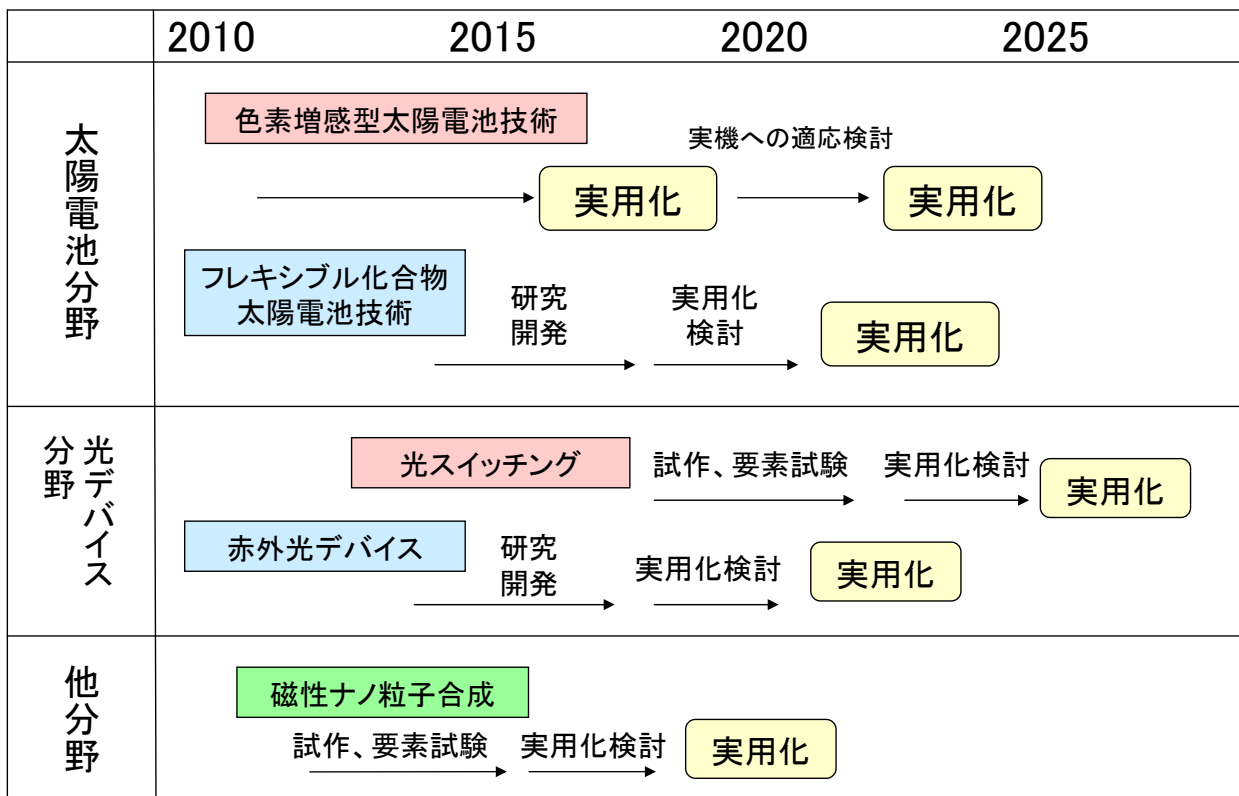 2010 2015 2020 2025
太陽電池分野
色素増感型太陽電池技術
実機への適応検討
実用化
実用化
フレキシブル化合物
太陽電池技術
研究
開発
実用化
検討
実用化
光デバイス
分野
光スイッチング
試作、要素試験
実用化検討
実用化
赤外光デバイス
研究
開発
実用化検討
実用化
他分野
磁性ナノ粒子合成
試作、要素試験
実用化検討
実用化